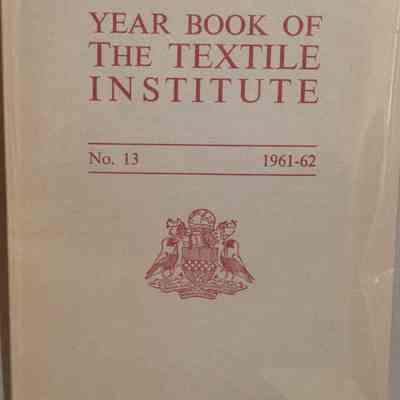 YEAR BOOK OF
THE TEXTILE
INSTITUTE
No. 13 1961-62